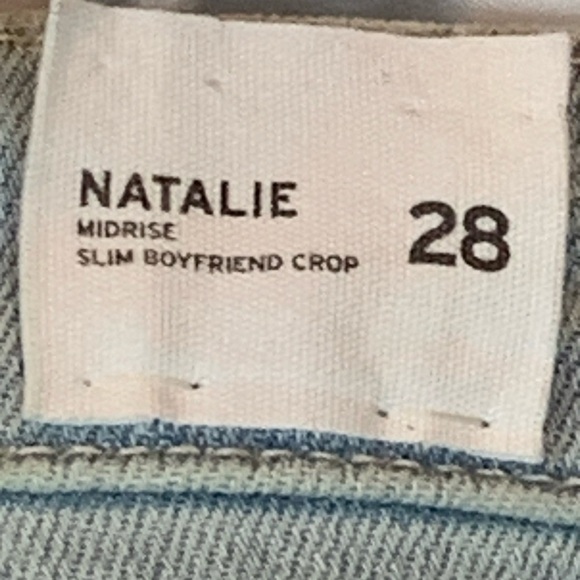 NATALIE
MIDRISE
SLIM BOYFRIEND CROP
28